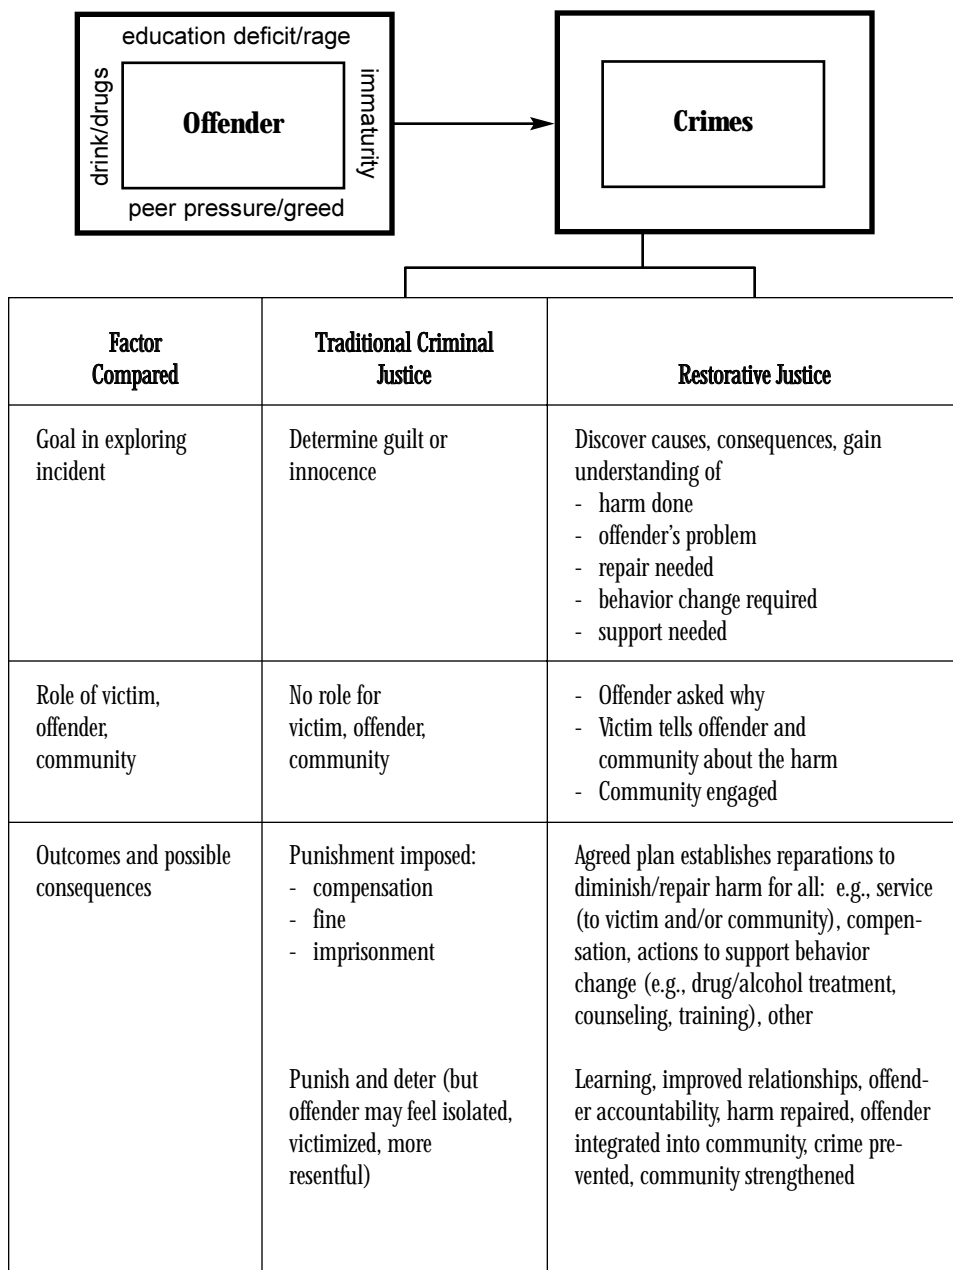 education deficit/rage
drink/drugs
Offender
immaturity
peer pressure/greed
Crimes
Factor
Compared
Traditional Criminal
Justice
Restorative Justice
Goal in exploring
incident
Determine guilt or
innocence
Discover causes, consequences, gain
understanding of
- harm done
- offender’s problem
- repair needed
- behavior change required
- support needed
Role of victim,
offender,
community
No role for
victim, offender,
community
- Offender asked why
- Victim tells offender and
community about the harm
- Community engaged
Outcomes and possible
consequences
Punishment imposed:
- compensation
- fine
- imprisonment
Agreed plan establishes reparations to
diminish/repair harm for all: e.g., service
(to victim and/or community), compen-
sation, actions to support behavior
change (e.g., drug/alcohol treatment,
counseling, training), other
Punish and deter (but
offender may feel isolated,
victimized, more
resentful)
Learning, improved relationships, offend-
er accountability, harm repaired, offender
integrated into community, crime pre-
vented, community strengthened